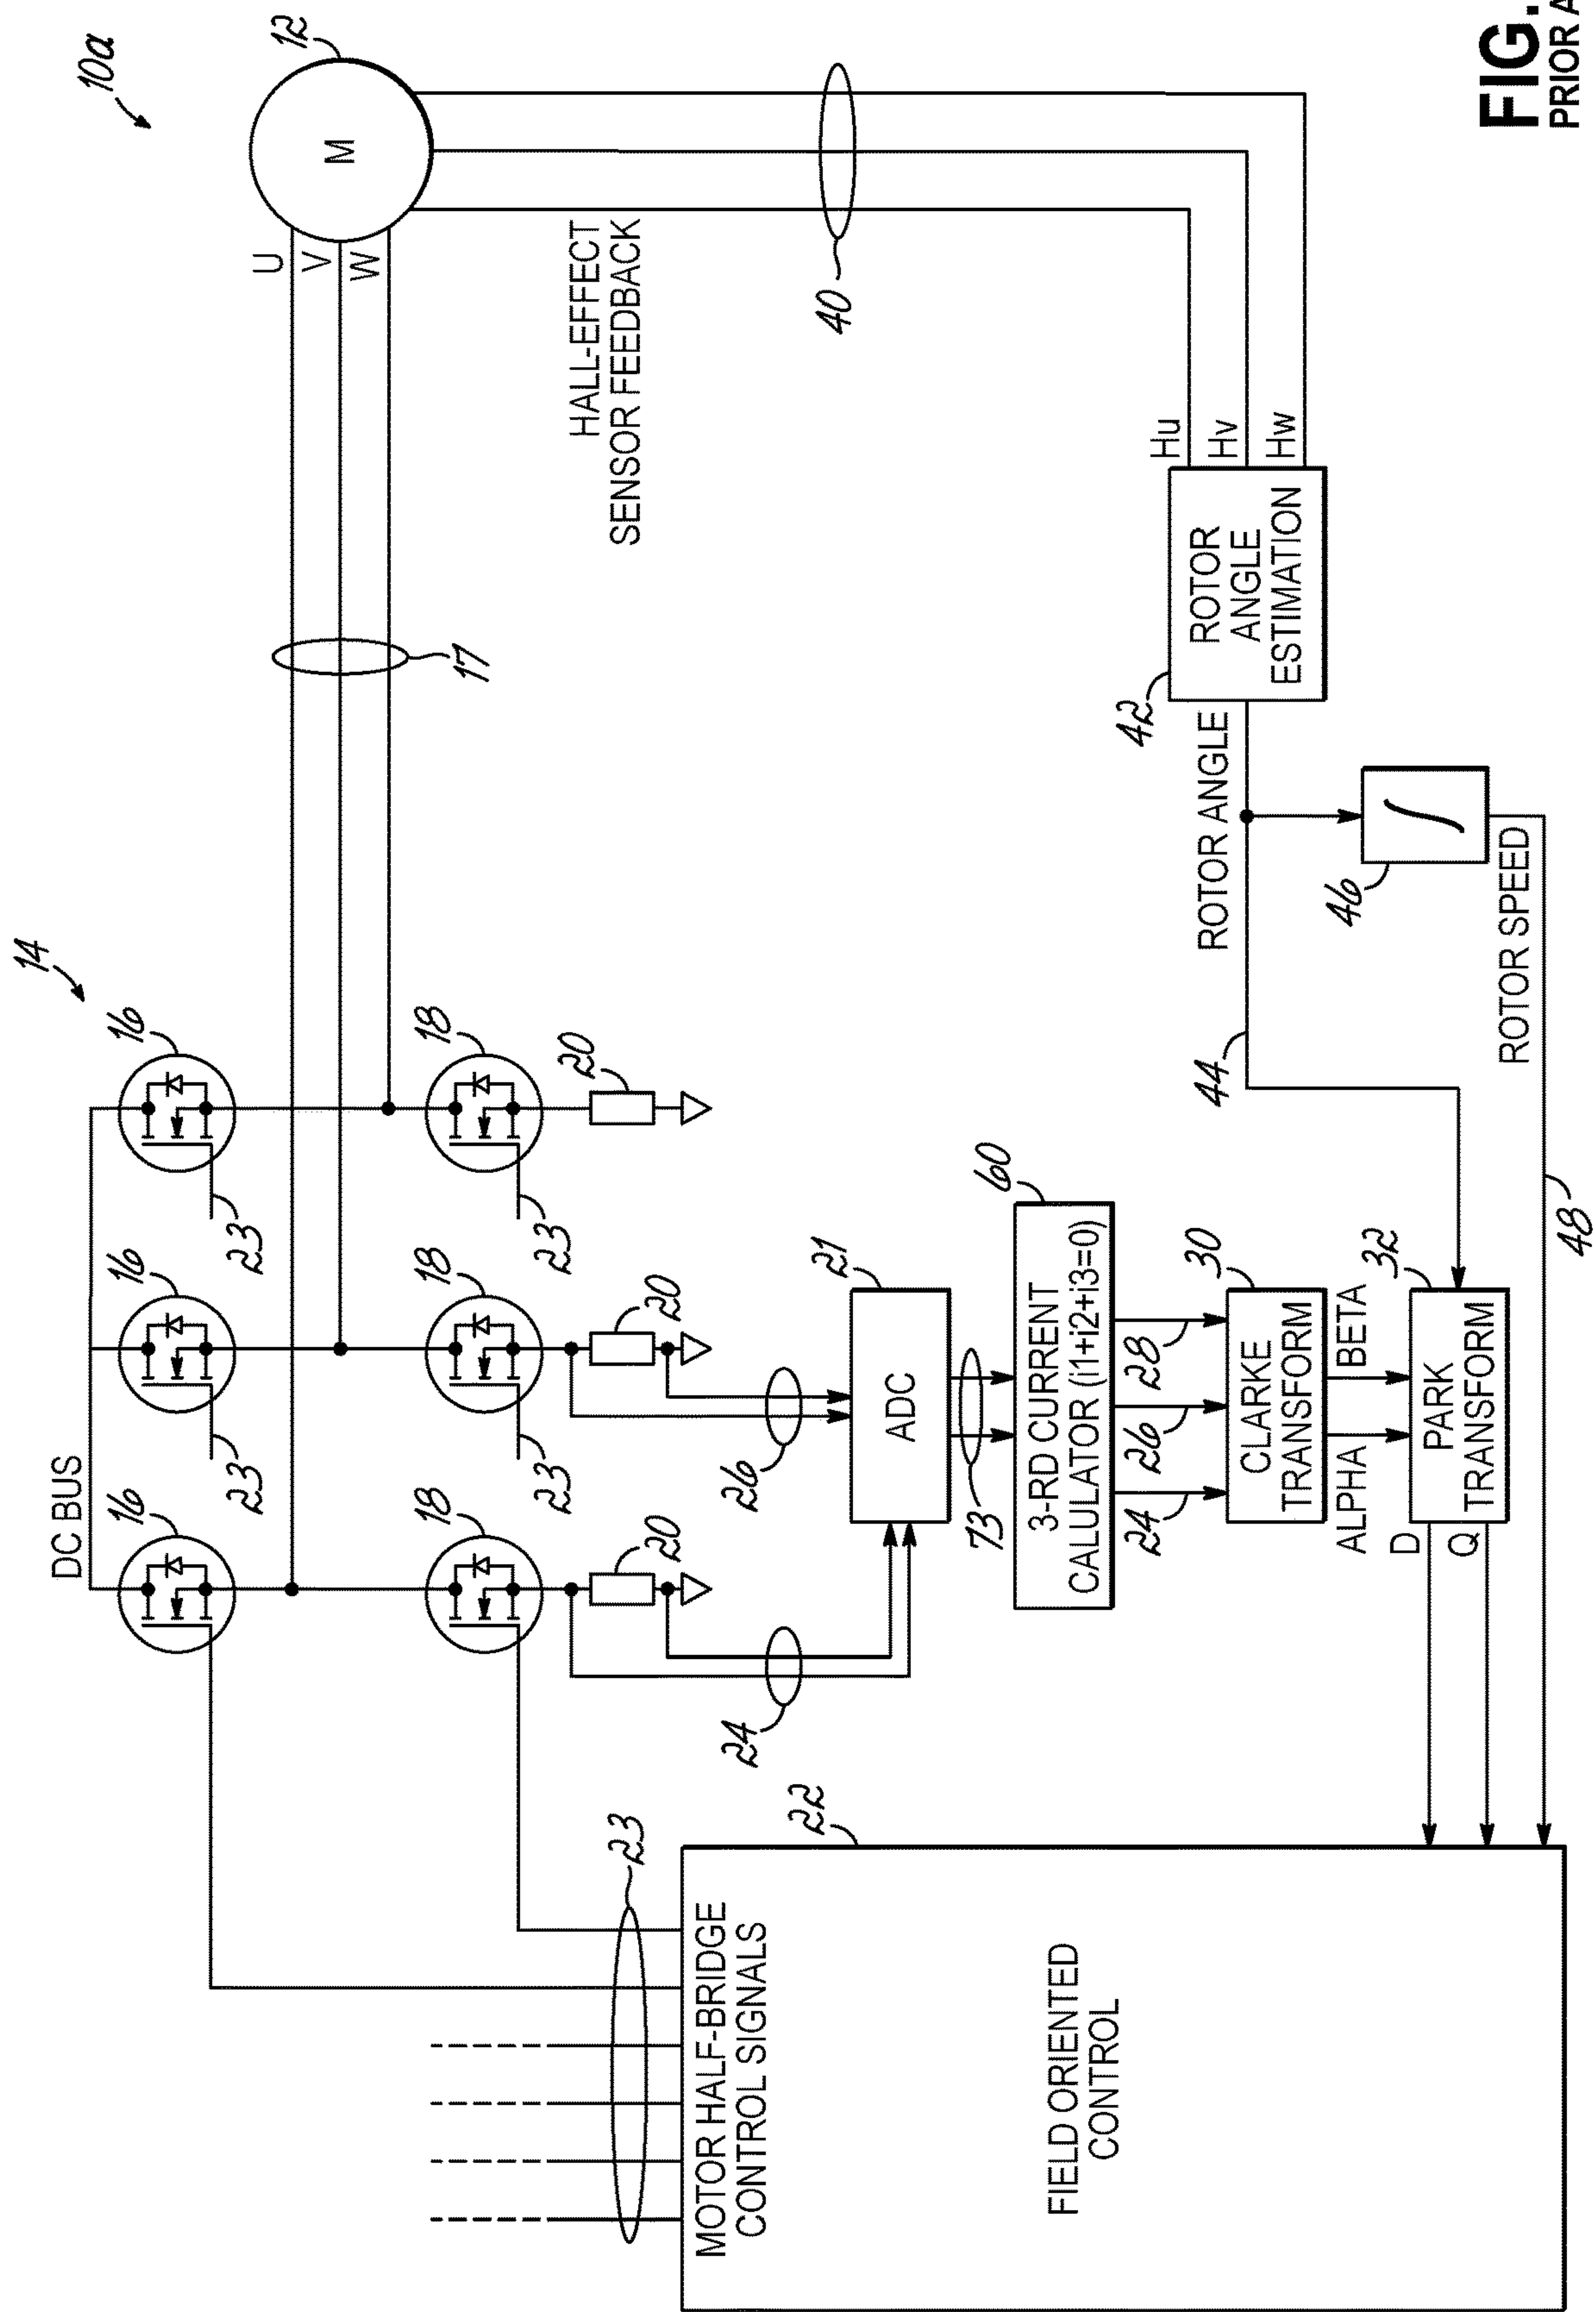 10a
14
12
M
U
V
W
17
DC BUS
16
16
16
23
23
18
18
18
23
23
20
20
20
HALL-EFFECT
SENSOR FEEDBACK
40
24
26
21
ADC
73
60
3-RD CURRENT
CALULATOR (i1+i2+i3=0)
24
26
28
30
CLARKE
TRANSFORM
ALPHA
BETA
32
PARK
TRANSFORM
D
Q
Hu
Hv
Hw
42
ROTOR
ANGLE
ESTIMATION
ROTOR ANGLE
44
46
∫
ROTOR SPEED
48
23
MOTOR HALF-BRIDGE
CONTROL SIGNALS
22
FIELD ORIENTED
CONTROL
FIG.
PRIOR A